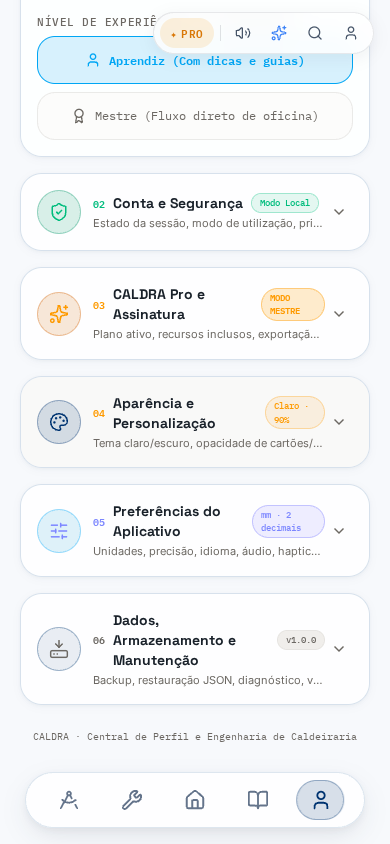 NÍVEL DE EXPERIÊ
✦ PRO
Aprendiz (Com dicas e guias)
Mestre (Fluxo direto de oficina)
02 Conta e Segurança Modo Local
Estado da sessão, modo de utilização, pri...
03 CALDRA Pro e Assinatura MODO MESTRE
Plano ativo, recursos inclusos, exportaçã...
04 Aparência e Personalização Claro · 90%
Tema claro/escuro, opacidade de cartões/...
05 Preferências do Aplicativo mm · 2 decimais
Unidades, precisão, idioma, áudio, haptic...
06 Dados, Armazenamento e Manutenção v1.0.0
Backup, restauração JSON, diagnóstico, v...
CALDRA · Central de Perfil e Engenharia de Caldeiraria